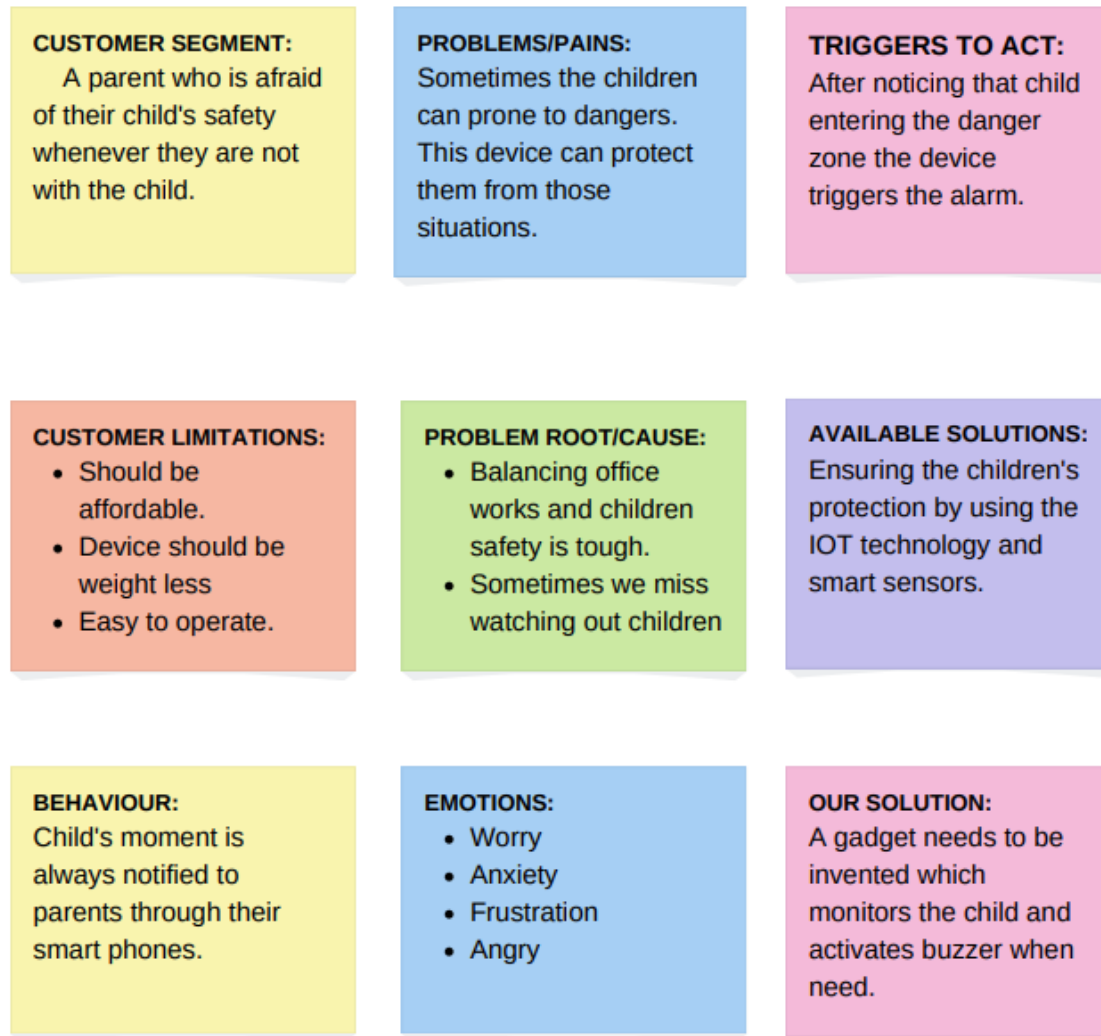 CUSTOMER SEGMENT:
A parent who is afraid
of their child's safety
whenever they are not
with the child.
PROBLEMS/PAINS:
Sometimes the children
can prone to dangers.
This device can protect
them from those
situations.
TRIGGERS TO ACT:
After noticing that child
entering the danger
zone the device
triggers the alarm.
CUSTOMER LIMITATIONS:
• Should be
affordable.
• Device should be
weight less
• Easy to operate.
PROBLEM ROOT/CAUSE:
• Balancing office
works and children
safety is tough.
• Sometimes we miss
watching out children
AVAILABLE SOLUTIONS:
Ensuring the children's
protection by using the
IOT technology and
smart sensors.
BEHAVIOUR:
Child's moment is
always notified to
parents through their
smart phones.
EMOTIONS:
• Worry
• Anxiety
• Frustration
• Angry
OUR SOLUTION:
A gadget needs to be
invented which
monitors the child and
activates buzzer when
need.